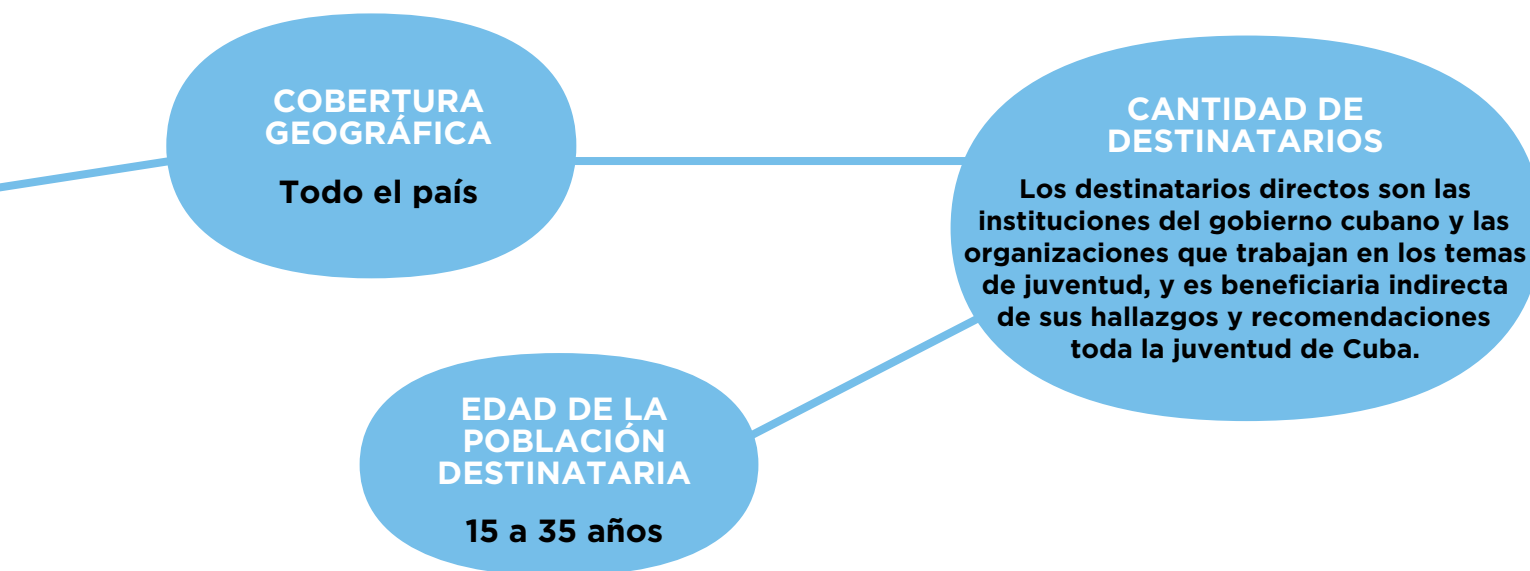 COBERTURA
GEOGRÁFICA
Todo el país
CANTIDAD DE
DESTINATARIOS
Los destinatarios directos son las
instituciones del gobierno cubano y las
organizaciones que trabajan en los temas
de juventud, y es beneficiaria indirecta
de sus hallazgos y recomendaciones
toda la juventud de Cuba.
EDAD DE LA
POBLACIÓN
DESTINATARIA
15 a 35 años